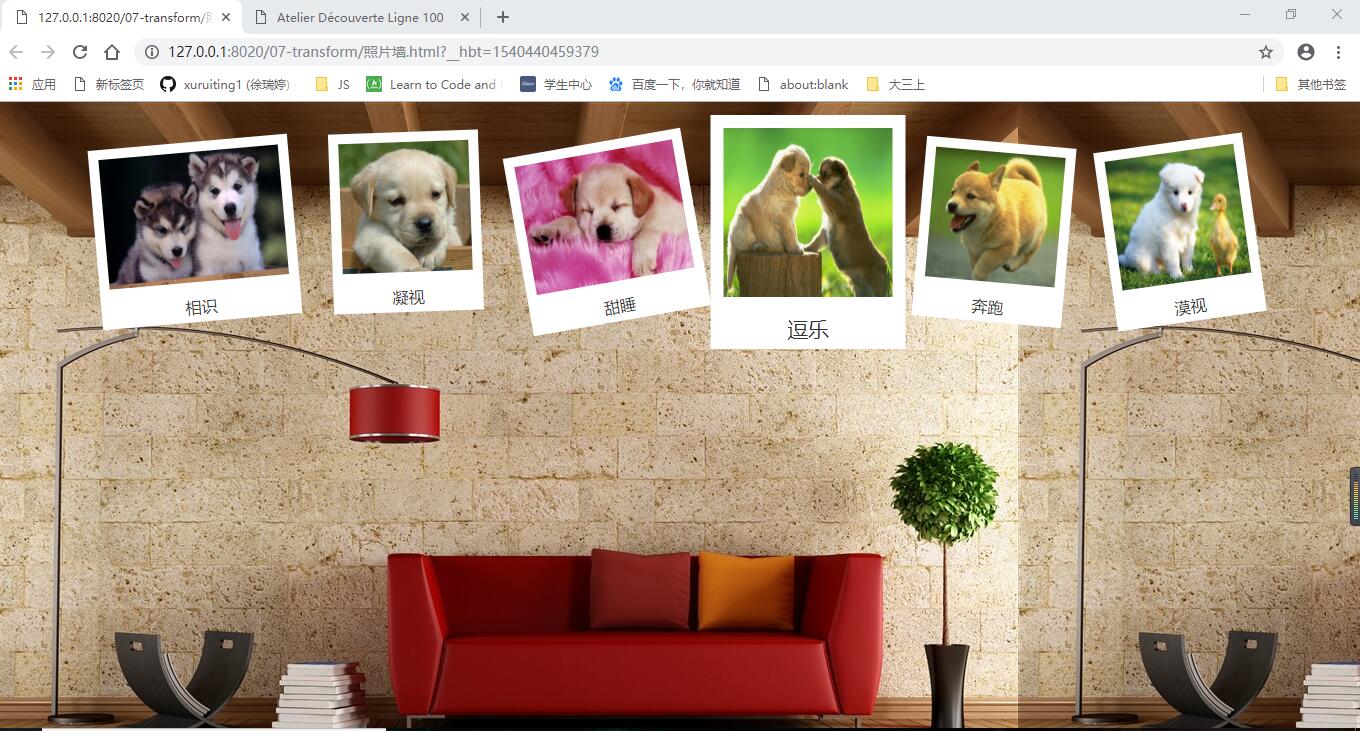 127.0.0.1:8020/07-transform/
Atelier Découverte Ligne 100
127.0.0.1:8020/07-transform/照片墙.html?__hbt=1540440459379
应用
新标签页
xuruiting1 (徐瑞婷)
JS
Learn to Code and
学生中心
百度一下，你就知道
about:blank
大三上
其他书签
相识
凝视
甜睡
逗乐
奔跑
漠视